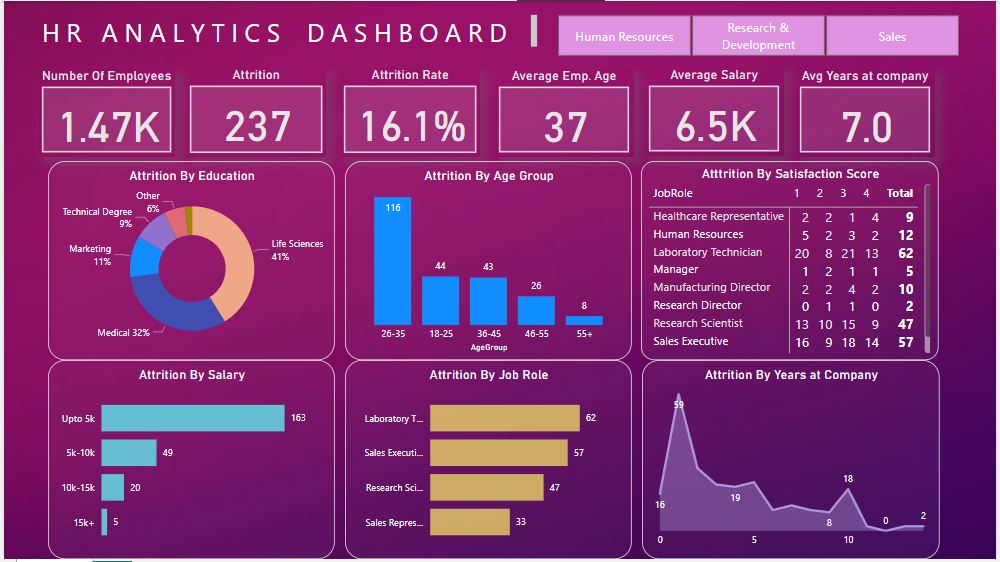 HR ANALYTICS DASHBOARD
Human Resources
Research &
Development
Sales
Number Of Employees
1.47K
Attrition
237
Attrition Rate
16.1%
Average Emp. Age
37
Average Salary
6.5K
Avg Years at company
7.0
Attrition By Education
Other
6%
Technical Degree
9%
Marketing
11%
Medical 32%
Life Sciences
41%
Attrition By Age Group
116
44
43
26
8
26-35 18-25 36-45 46-55 55+
AgeGroup
Atttrition By Satisfaction Score
JobRole 1 2 3 4 Total
Healthcare Representative 2 2 1 4 9
Human Resources 5 2 3 2 12
Laboratory Technician 20 8 21 13 62
Manager 1 2 1 1 5
Manufacturing Director 2 2 4 2 10
Research Director 0 1 1 0 2
Research Scientist 13 10 15 9 47
Sales Executive 16 9 18 14 57
Attrition By Salary
Upto 5k 163
5k-10k 49
10k-15k 20
15k+ 5
Attrition By Job Role
Laboratory T... 62
Sales Executi... 57
Research Sci... 47
Sales Repres... 33
Attrition By Years at Company
59
16
19
18
8
0
2
0 5 10